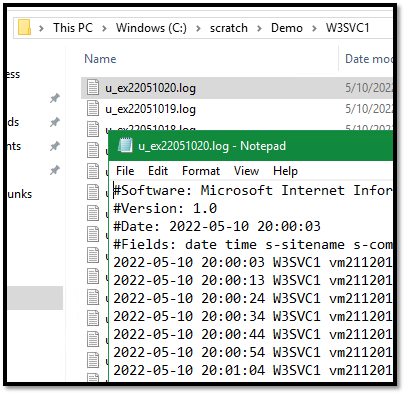 This PC > Windows (C:) > scratch > Demo > W3SVC1
Name Date mod
ess
u_ex22051020.log 5/10/202
u_ex22051019.log 5/10/202
ds u_ex22051018.log 5/10/202
nts
unks
u_ex22051020.log - Notepad
File Edit Format View Help
#Software: Microsoft Internet Infor
#Version: 1.0
#Date: 2022-05-10 20:00:03
#Fields: date time s-sitename s-com
2022-05-10 20:00:03 W3SVC1 vm211201
2022-05-10 20:00:13 W3SVC1 vm211201
2022-05-10 20:00:24 W3SVC1 vm211201
2022-05-10 20:00:34 W3SVC1 vm211201
2022-05-10 20:00:44 W3SVC1 vm211201
2022-05-10 20:00:54 W3SVC1 vm211201
2022-05-10 20:01:04 W3SVC1 vm211201